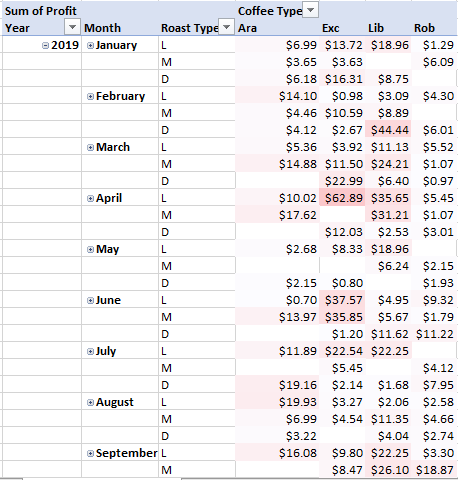 Sum of Profit Coffee Type
Year Month Roast Type Ara Exc Lib Rob
2019 January L $6.99 $13.72 $18.96 $1.29
M $3.65 $3.63 $6.09
D $6.18 $16.31 $8.75
February L $14.10 $0.98 $3.09 $4.30
M $4.46 $10.59 $8.89
D $4.12 $2.67 $44.44 $6.01
March L $5.36 $3.92 $11.13 $5.52
M $14.88 $11.50 $24.21 $1.07
D $22.99 $6.40 $0.97
April L $10.02 $62.89 $35.65 $5.45
M $17.62 $31.21 $1.07
D $12.03 $2.53 $3.01
May L $2.68 $8.33 $18.96
M $6.24 $2.15
D $2.15 $0.80 $1.93
June L $0.70 $37.57 $4.95 $9.32
M $13.97 $35.85 $5.67 $1.79
D $1.20 $11.62 $11.22
July L $11.89 $22.54 $22.25
M $5.45 $4.12
D $19.16 $2.14 $1.68 $7.95
August L $19.93 $3.27 $2.06 $2.58
M $6.99 $4.54 $11.35 $4.66
D $3.22 $4.04 $2.74
September L $16.08 $9.80 $22.25 $3.30
M $8.47 $26.10 $18.87